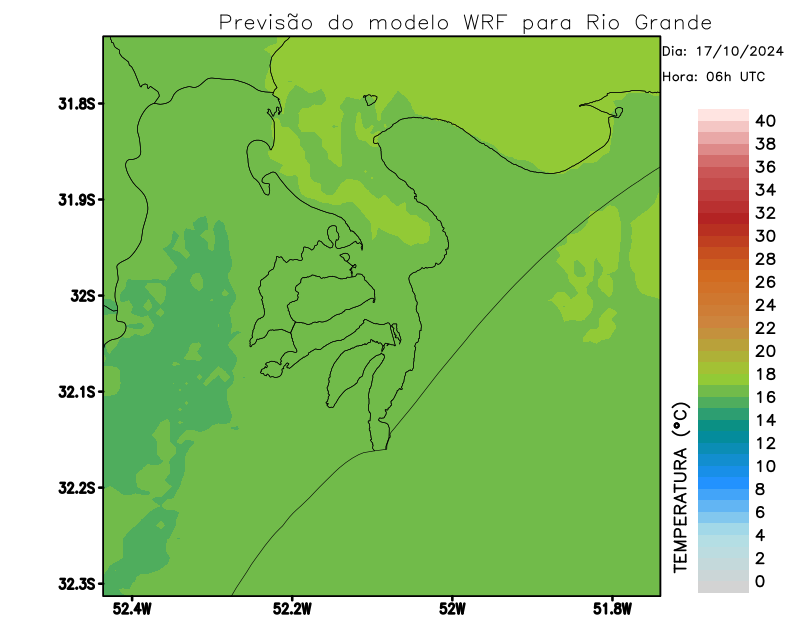 Previsão do modelo WRF para Rio Grande
Dia: 17/10/2024
Hora: 06h UTC
31.8S
31.9S
32S
32.1S
32.2S
32.3S
52.4W
52.2W
52W
51.8W
TEMPERATURA (°C)
40
38
36
34
32
30
28
26
24
22
20
18
16
14
12
10
8
6
4
2
0